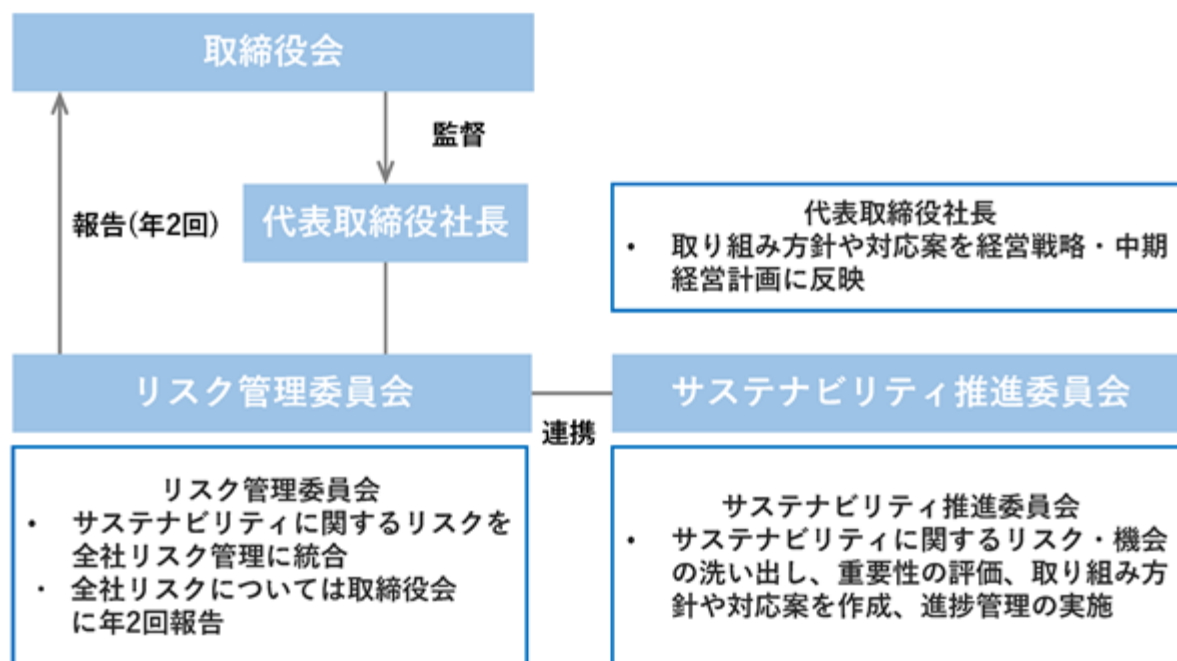 取締役会
監督
報告(年2回)
代表取締役社長
代表取締役社長
• 取り組み方針や対応案を経営戦略・中期
経営計画に反映
リスク管理委員会
サステナビリティ推進委員会
連携
リスク管理委員会
• サステナビリティに関するリスクを
全社リスク管理に統合
・ 全社リスクについては取締役会
に年2回報告
サステナビリティ推進委員会
• サステナビリティに関するリスク・機会
の洗い出し、重要性の評価、取り組み方
針や対応案を作成、進捗管理の実施